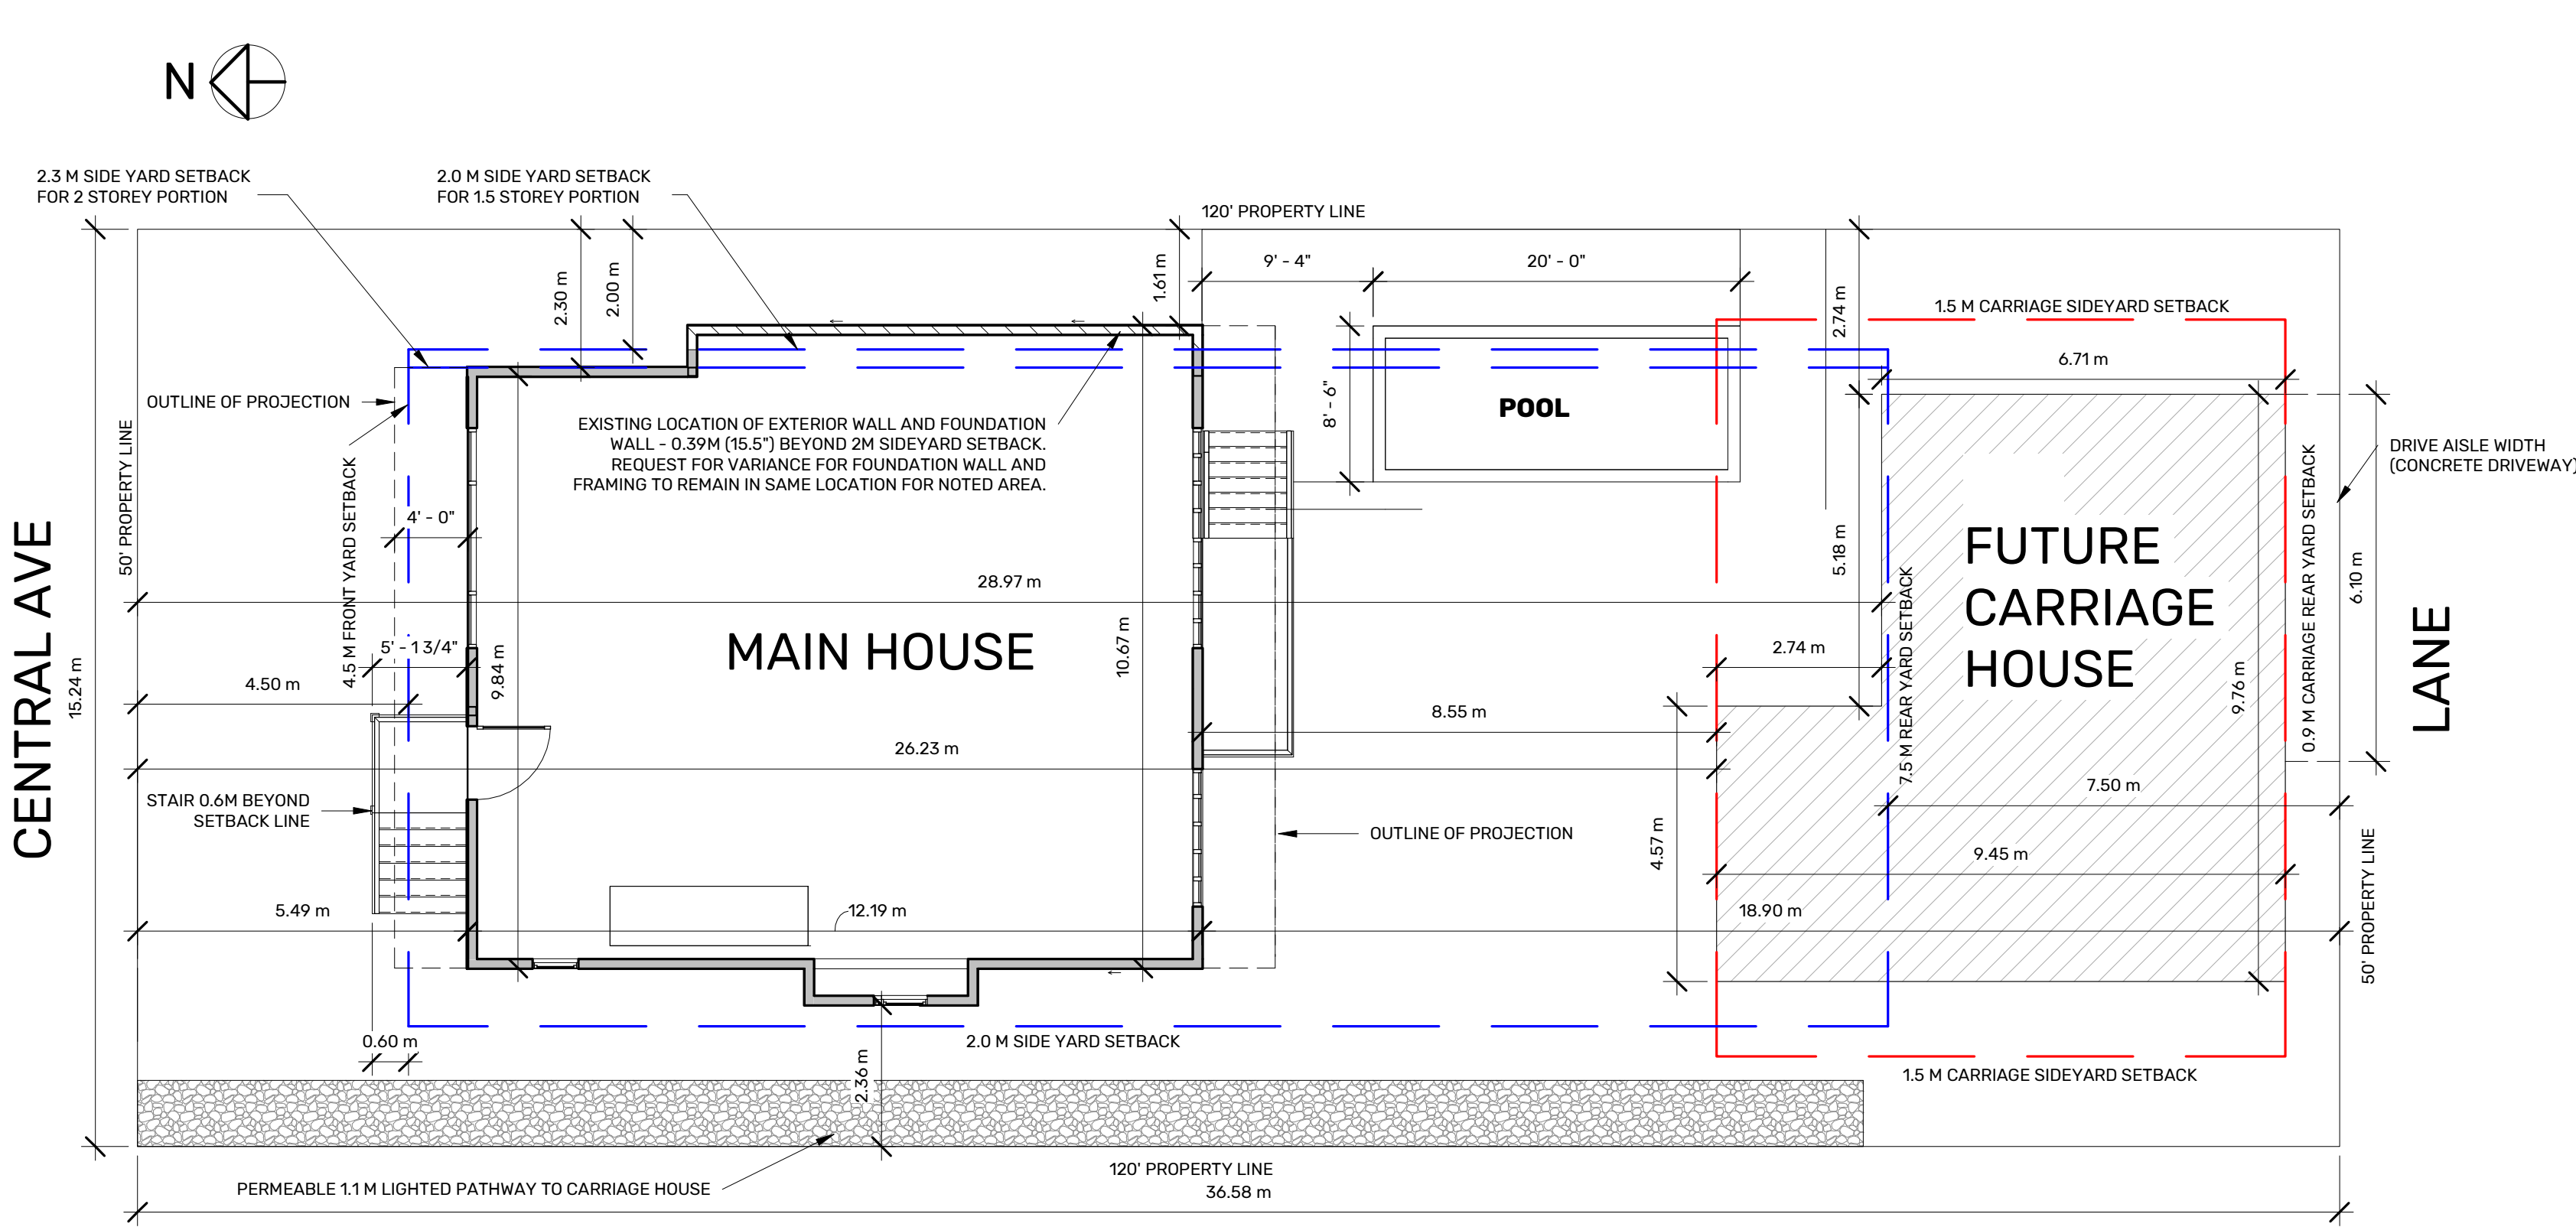 N
2.3 M SIDE YARD SETBACK
FOR 2 STOREY PORTION
2.0 M SIDE YARD SETBACK
FOR 1.5 STOREY PORTION
120' PROPERTY LINE
9' - 4"
20' - 0"
2.30 m
2.00 m
1.61 m
2.74 m
1.5 M CARRIAGE SIDEYARD SETBACK
6.71 m
OUTLINE OF PROJECTION
8' - 6"
POOL
EXISTING LOCATION OF EXTERIOR WALL AND FOUNDATION
WALL - 0.39M (15.5") BEYOND 2M SIDEYARD SETBACK.
REQUEST FOR VARIANCE FOR FOUNDATION WALL AND
FRAMING TO REMAIN IN SAME LOCATION FOR NOTED AREA.
DRIVE AISLE WIDTH
(CONCRETE DRIVEWAY)
50' PROPERTY LINE
4.5 M FRONT YARD SETBACK
4' - 0"
CENTRAL AVE
15.24 m
28.97 m
5.18 m
FUTURE
CARRIAGE
HOUSE
0.9 M CARRIAGE REAR YARD SETBACK
6.10 m
LANE
5' - 1 3/4"
9.84 m
MAIN HOUSE
10.67 m
2.74 m
7.5 M REAR YARD SETBACK
9.76 m
4.50 m
8.55 m
26.23 m
7.50 m
STAIR 0.6M BEYOND
SETBACK LINE
OUTLINE OF PROJECTION
4.57 m
9.45 m
50' PROPERTY LINE
5.49 m
12.19 m
18.90 m
0.60 m
2.0 M SIDE YARD SETBACK
2.36 m
1.5 M CARRIAGE SIDEYARD SETBACK
120' PROPERTY LINE
36.58 m
PERMEABLE 1.1 M LIGHTED PATHWAY TO CARRIAGE HOUSE